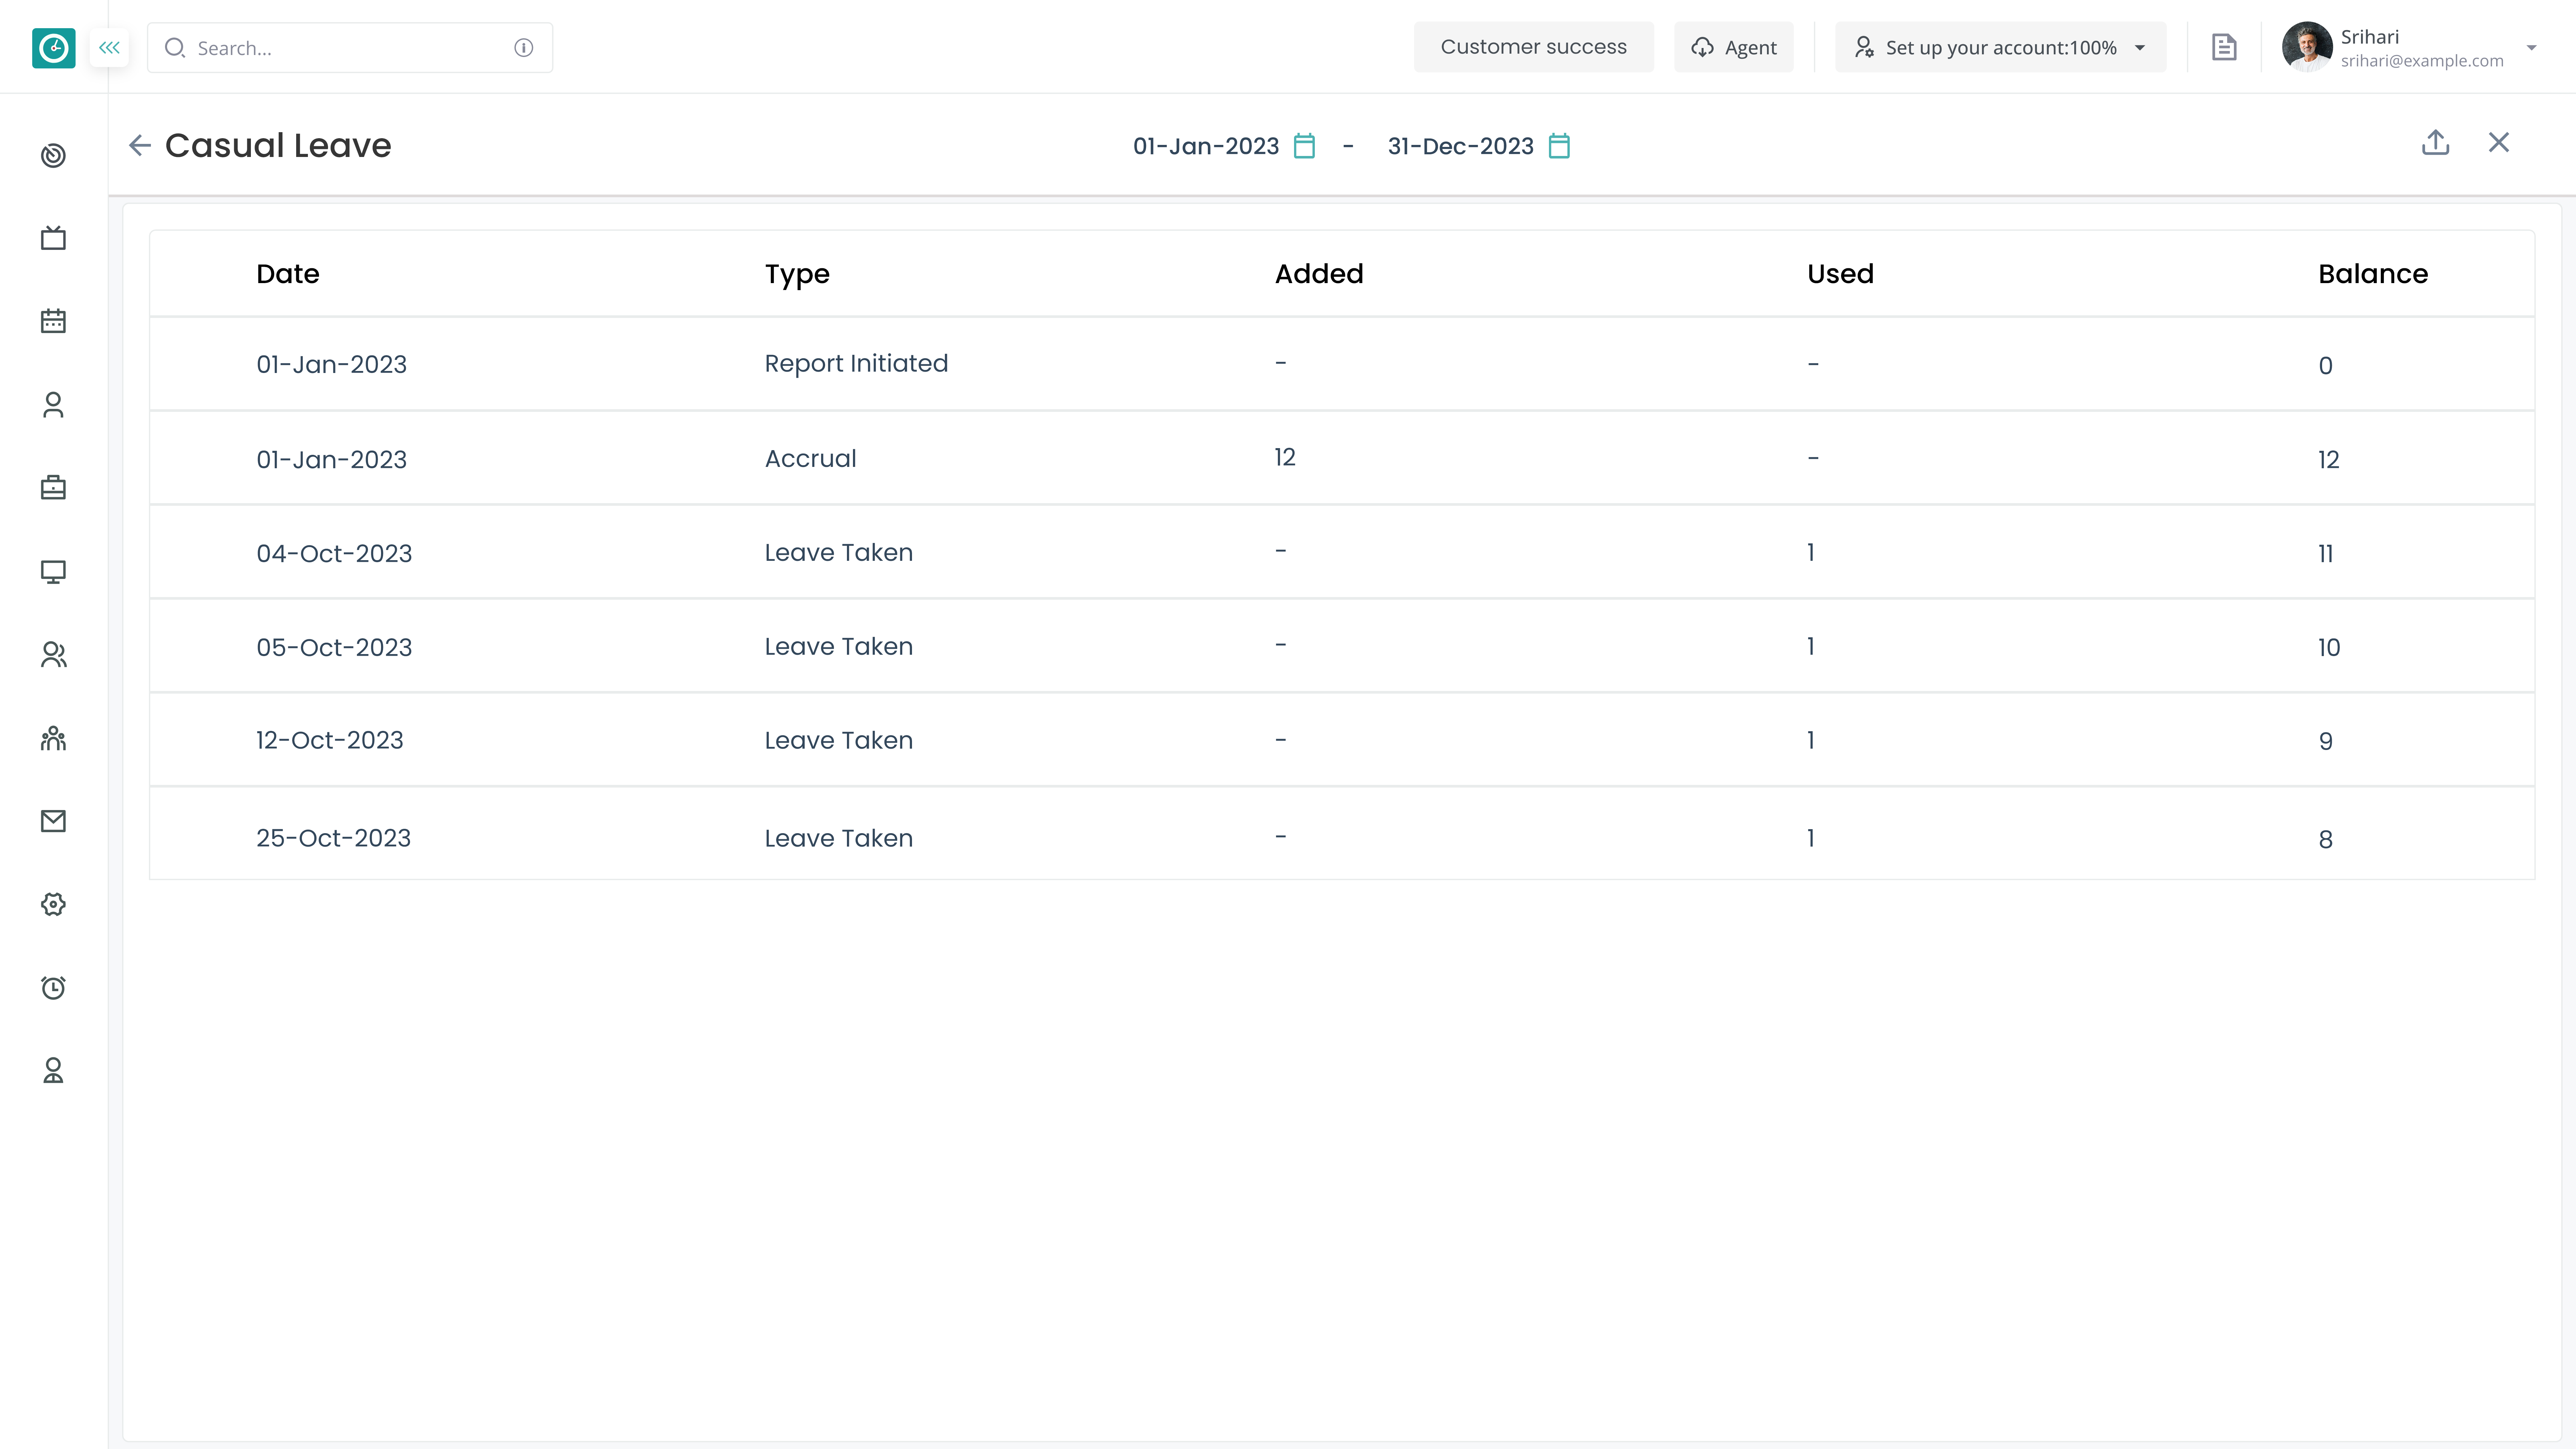 Search...
Customer success
Agent
Set up your account:100%
Srihari
srihari@example.com
Casual Leave
01-Jan-2023 - 31-Dec-2023
Date Type Added Used Balance
01-Jan-2023 Report Initiated - - 0
01-Jan-2023 Accrual 12 - 12
04-Oct-2023 Leave Taken - 1 11
05-Oct-2023 Leave Taken - 1 10
12-Oct-2023 Leave Taken - 1 9
25-Oct-2023 Leave Taken - 1 8